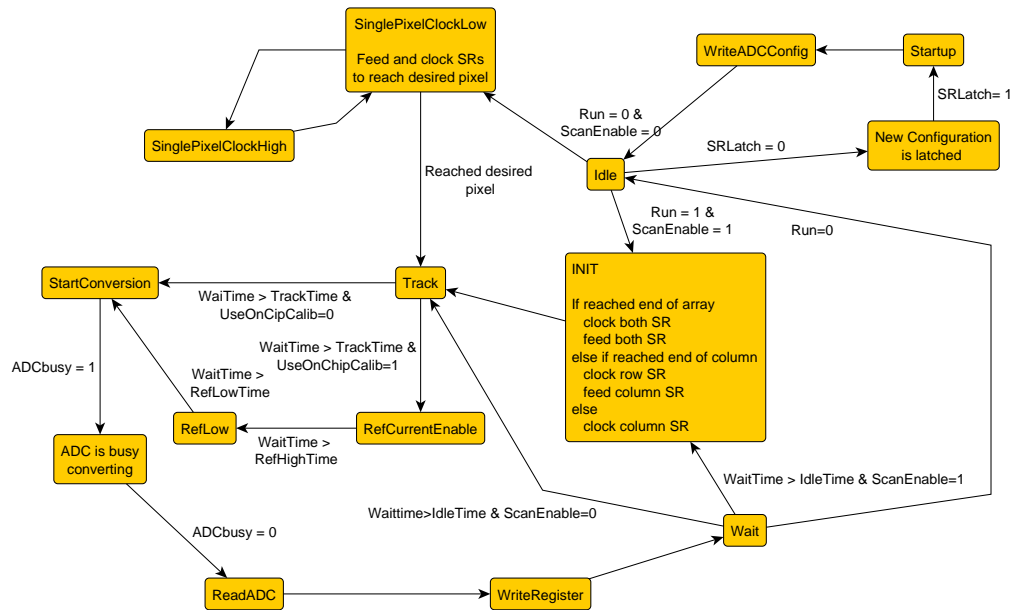 SinglePixelClockLow
Feed and clock SRs
to reach desired pixel
WriteADCConfig
Startup
SRLatch= 1
Run = 0 &
ScanEnable = 0
SinglePixelClockHigh
New Configuration
is latched
SRLatch = 0
Idle
Reached desired
pixel
Run = 1 &
ScanEnable = 1
Run=0
StartConversion
Track
INIT
If reached end of array
clock both SR
feed both SR
else if reached end of column
clock row SR
feed column SR
else
clock column SR
WaiTime > TrackTime &
UseOnCipCalib=0
WaitTime > TrackTime &
UseOnChipCalib=1
ADCbusy = 1
WaitTime >
RefLowTime
RefLow
RefCurrentEnable
WaitTime >
RefHighTime
ADC is busy
converting
WaitTime > IdleTime & ScanEnable=1
Waittime>IdleTime & ScanEnable=0
Wait
ADCbusy = 0
ReadADC
WriteRegister